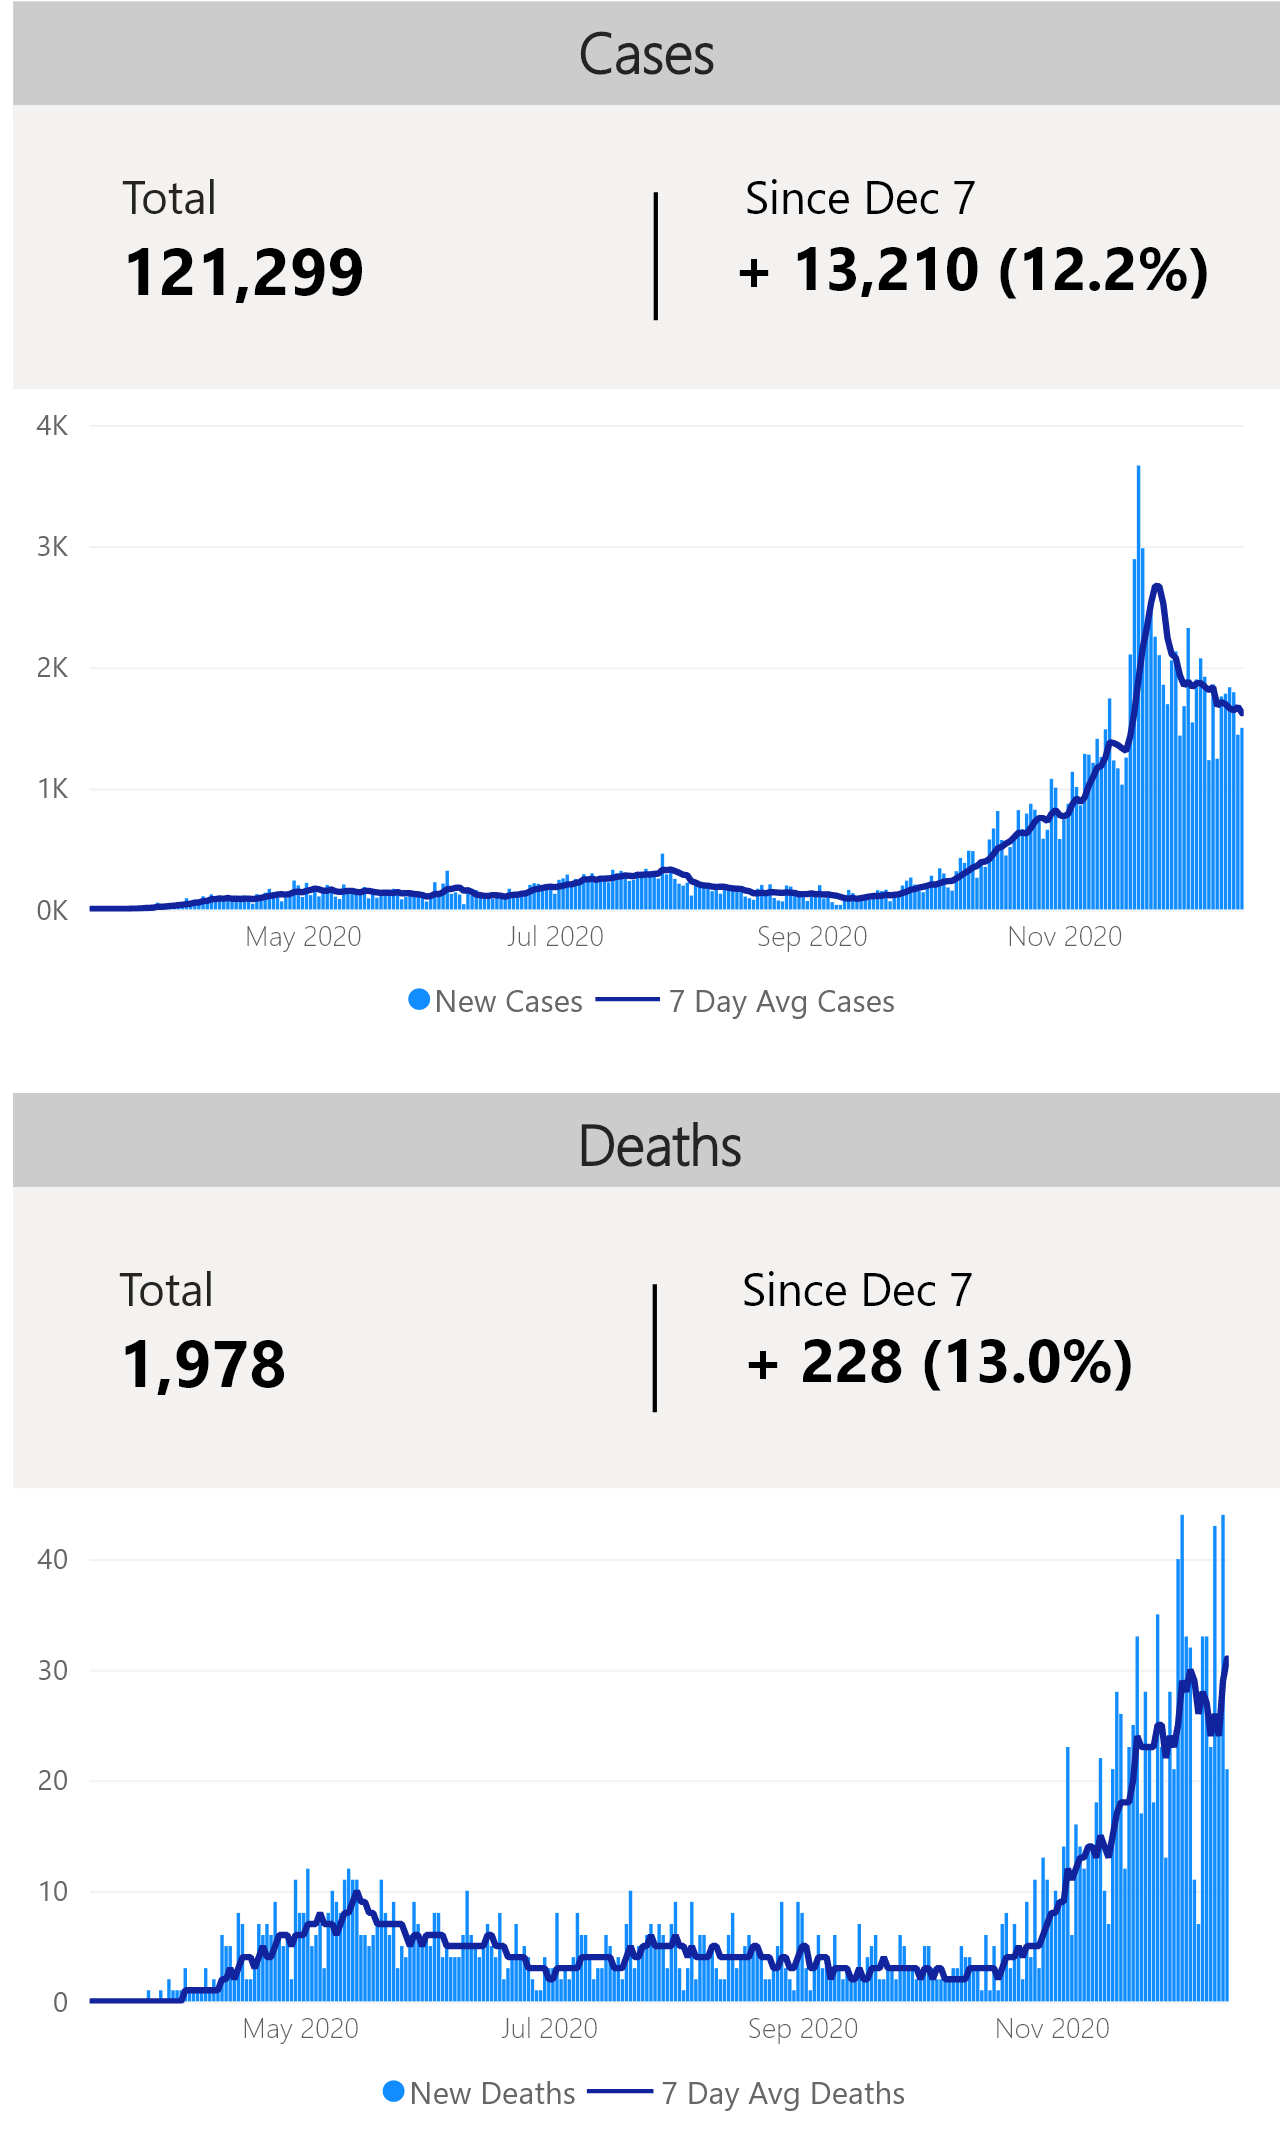 Cases
Total
Since Dec 7
121,299
+ 13,210 (12.2%)
4K
3K
2K
1K
0K
May 2020
Jul 2020
Sep 2020
Nov 2020
New Cases
7 Day Avg Cases
Deaths
Total
Since Dec 7
1,978
+ 228 (13.0%)
40
30
20
10
0
May 2020
Jul 2020
Sep 2020
Nov 2020
New Deaths
7 Day Avg Deaths